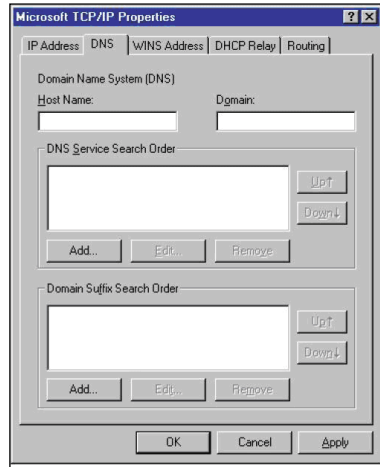 Microsoft TCP/IP Properties
IP Address DNS WINS Address DHCP Relay Routing
Domain Name System (DNS)
Host Name: Domain:
DNS Service Search Order
Up↑
Down↓
Add... Edit... Remove
Domain Suffix Search Order
Up↑
Down↓
Add... Edit... Remove
OK Cancel Apply